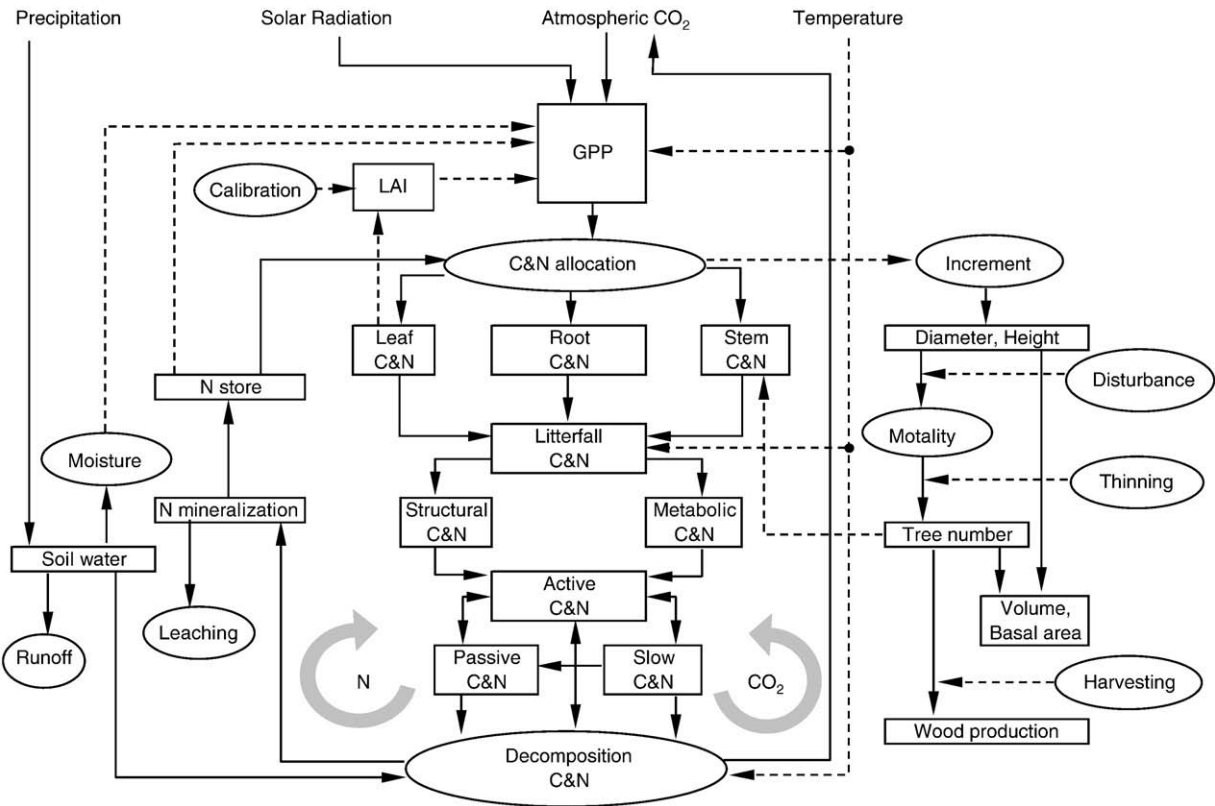 Precipitation
Solar Radiation
Atmospheric CO₂
Temperature
GPP
Calibration
LAI
C&N allocation
Increment
Leaf
C&N
Root
C&N
Stem
C&N
Diameter, Height
N store
Disturbance
Motality
Litterfall
C&N
Moisture
Thinning
N mineralization
Structural
C&N
Metabolic
C&N
Tree number
Soil water
Active
C&N
Volume,
Basal area
Leaching
Runoff
N
Passive
C&N
Slow
C&N
CO₂
Harvesting
Wood production
Decomposition
C&N